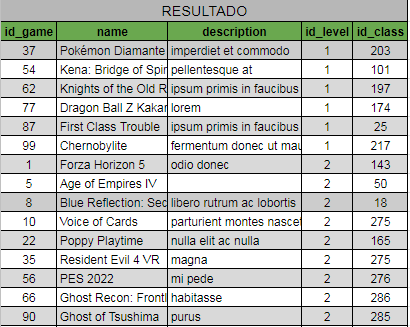 RESULTADO
id_game name description id_level id_class
37 Pokémon Diamante imperdiet et commodo 1 203
54 Kena: Bridge of Spir pellentesque at 1 101
62 Knights of the Old R ipsum primis in faucibus 1 197
77 Dragon Ball Z Kakar lorem 1 174
87 First Class Trouble ipsum primis in faucibus 1 25
99 Chernobylite fermentum donec ut mau 1 217
1 Forza Horizon 5 odio donec 2 143
5 Age of Empires IV 2 50
8 Blue Reflection: Sec libero rutrum ac lobortis 2 18
10 Voice of Cards parturient montes nascet 2 275
22 Poppy Playtime nulla elit ac nulla 2 165
35 Resident Evil 4 VR magna 2 275
56 PES 2022 mi pede 2 276
66 Ghost Recon: Frontl habitasse 2 286
90 Ghost of Tsushima purus 2 285